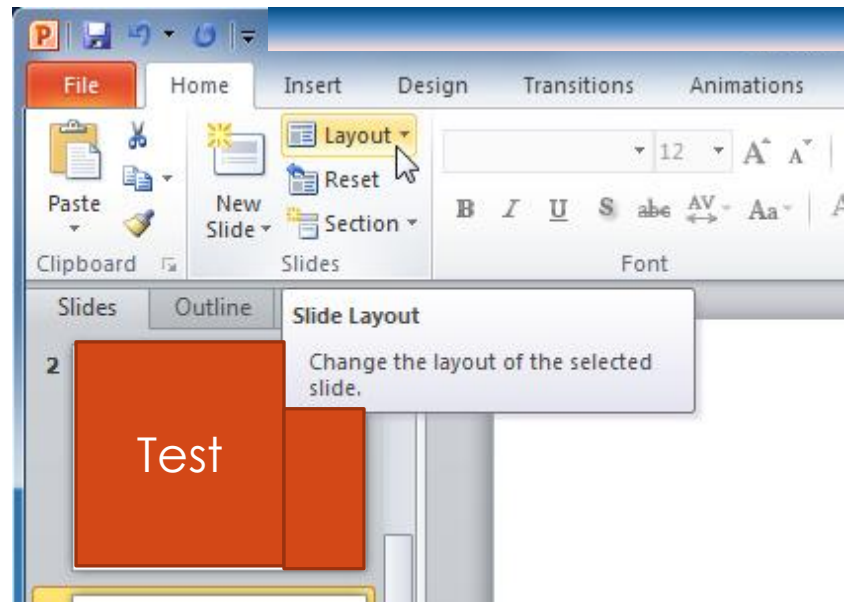 File Home Insert Design Transitions Animations
Layout
Reset
Section
Paste
New
Slide
12 A A
B I U S abc AV Aa A
Clipboard Slides Font
Slides Outline
Slide Layout
Change the layout of the selected
slide.
2
Test